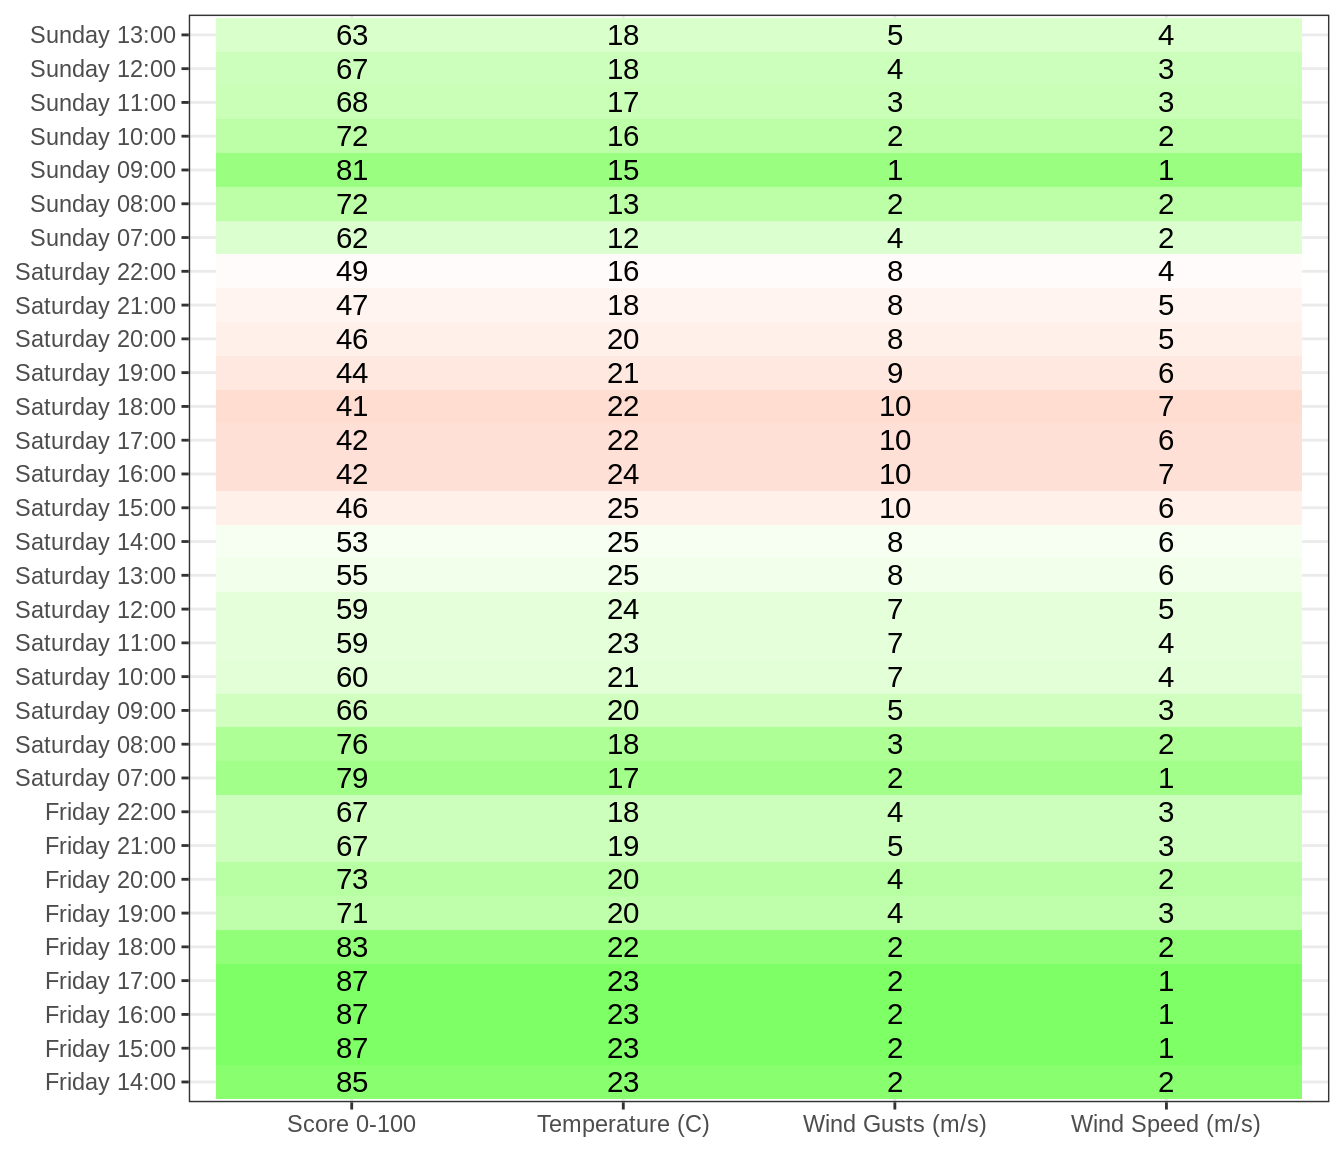 Sunday 13:00 63 18 5 4
Sunday 12:00 67 18 4 3
Sunday 11:00 68 17 3 3
Sunday 10:00 72 16 2 2
Sunday 09:00 81 15 1 1
Sunday 08:00 72 13 2 2
Sunday 07:00 62 12 4 2
Saturday 22:00 49 16 8 4
Saturday 21:00 47 18 8 5
Saturday 20:00 46 20 8 5
Saturday 19:00 44 21 9 6
Saturday 18:00 41 22 10 7
Saturday 17:00 42 22 10 6
Saturday 16:00 42 24 10 7
Saturday 15:00 46 25 10 6
Saturday 14:00 53 25 8 6
Saturday 13:00 55 25 8 6
Saturday 12:00 59 24 7 5
Saturday 11:00 59 23 7 4
Saturday 10:00 60 21 7 4
Saturday 09:00 66 20 5 3
Saturday 08:00 76 18 3 2
Saturday 07:00 79 17 2 1
Friday 22:00 67 18 4 3
Friday 21:00 67 19 5 3
Friday 20:00 73 20 4 2
Friday 19:00 71 20 4 3
Friday 18:00 83 22 2 2
Friday 17:00 87 23 2 1
Friday 16:00 87 23 2 1
Friday 15:00 87 23 2 1
Friday 14:00 85 23 2 2
Score 0-100 Temperature (C) Wind Gusts (m/s) Wind Speed (m/s)